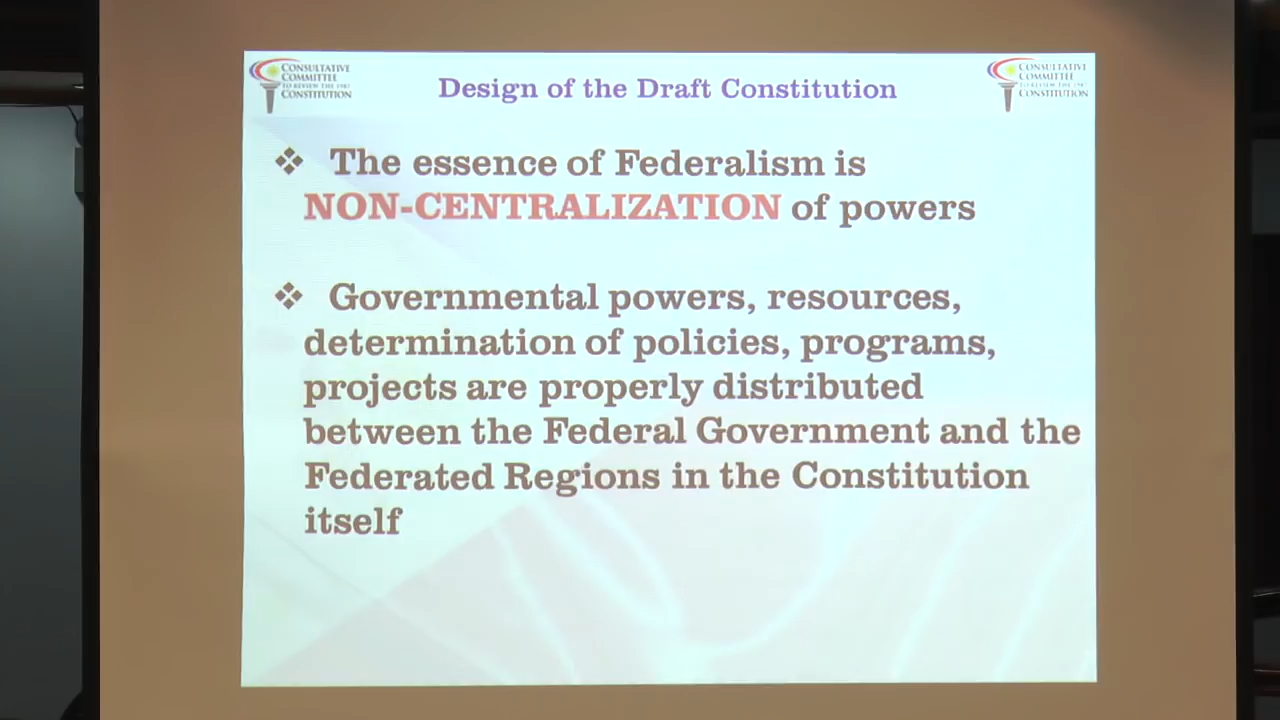 CONSULTATIVE
COMMITTEE
TO REVIEW THE 1987
CONSTITUTION
Design of the Draft Constitution
CONSULTATIVE
COMMITTEE
TO REVIEW THE 1987
CONSTITUTION
❖ The essence of Federalism is
NON-CENTRALIZATION of powers
❖ Governmental powers, resources,
determination of policies, programs,
projects are properly distributed
between the Federal Government and the
Federated Regions in the Constitution
itself